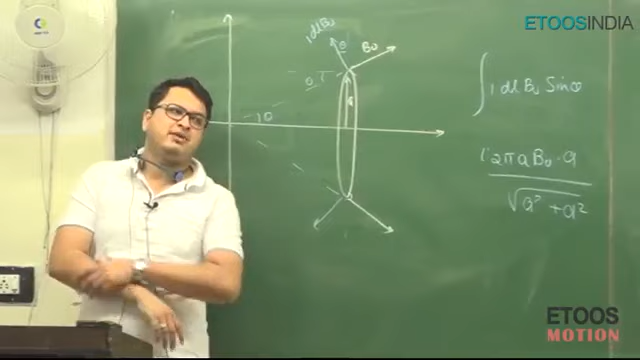 ETOOSINDIA
i dl B₀
θ
B₀
θ
a
θ
∫ i dl B₀ Sinθ
i 2πa B₀ · a
√a² + d²
ETOOS
MOTION